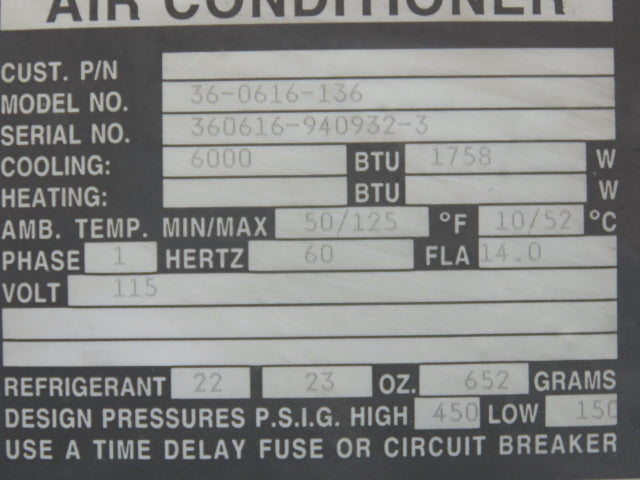 AIR CONDITIONER
CUST. P/N
MODEL NO. 36-0616-136
SERIAL NO. 360616-940932-3
COOLING: 6000 BTU 1758 W
HEATING: BTU W
AMB. TEMP. MIN/MAX 50/125 °F 10/52 °C
PHASE 1 HERTZ 60 FLA 14.0
VOLT 115
REFRIGERANT 22 23 OZ. 652 GRAMS
DESIGN PRESSURES P.S.I.G. HIGH 450 LOW 150
USE A TIME DELAY FUSE OR CIRCUIT BREAKER